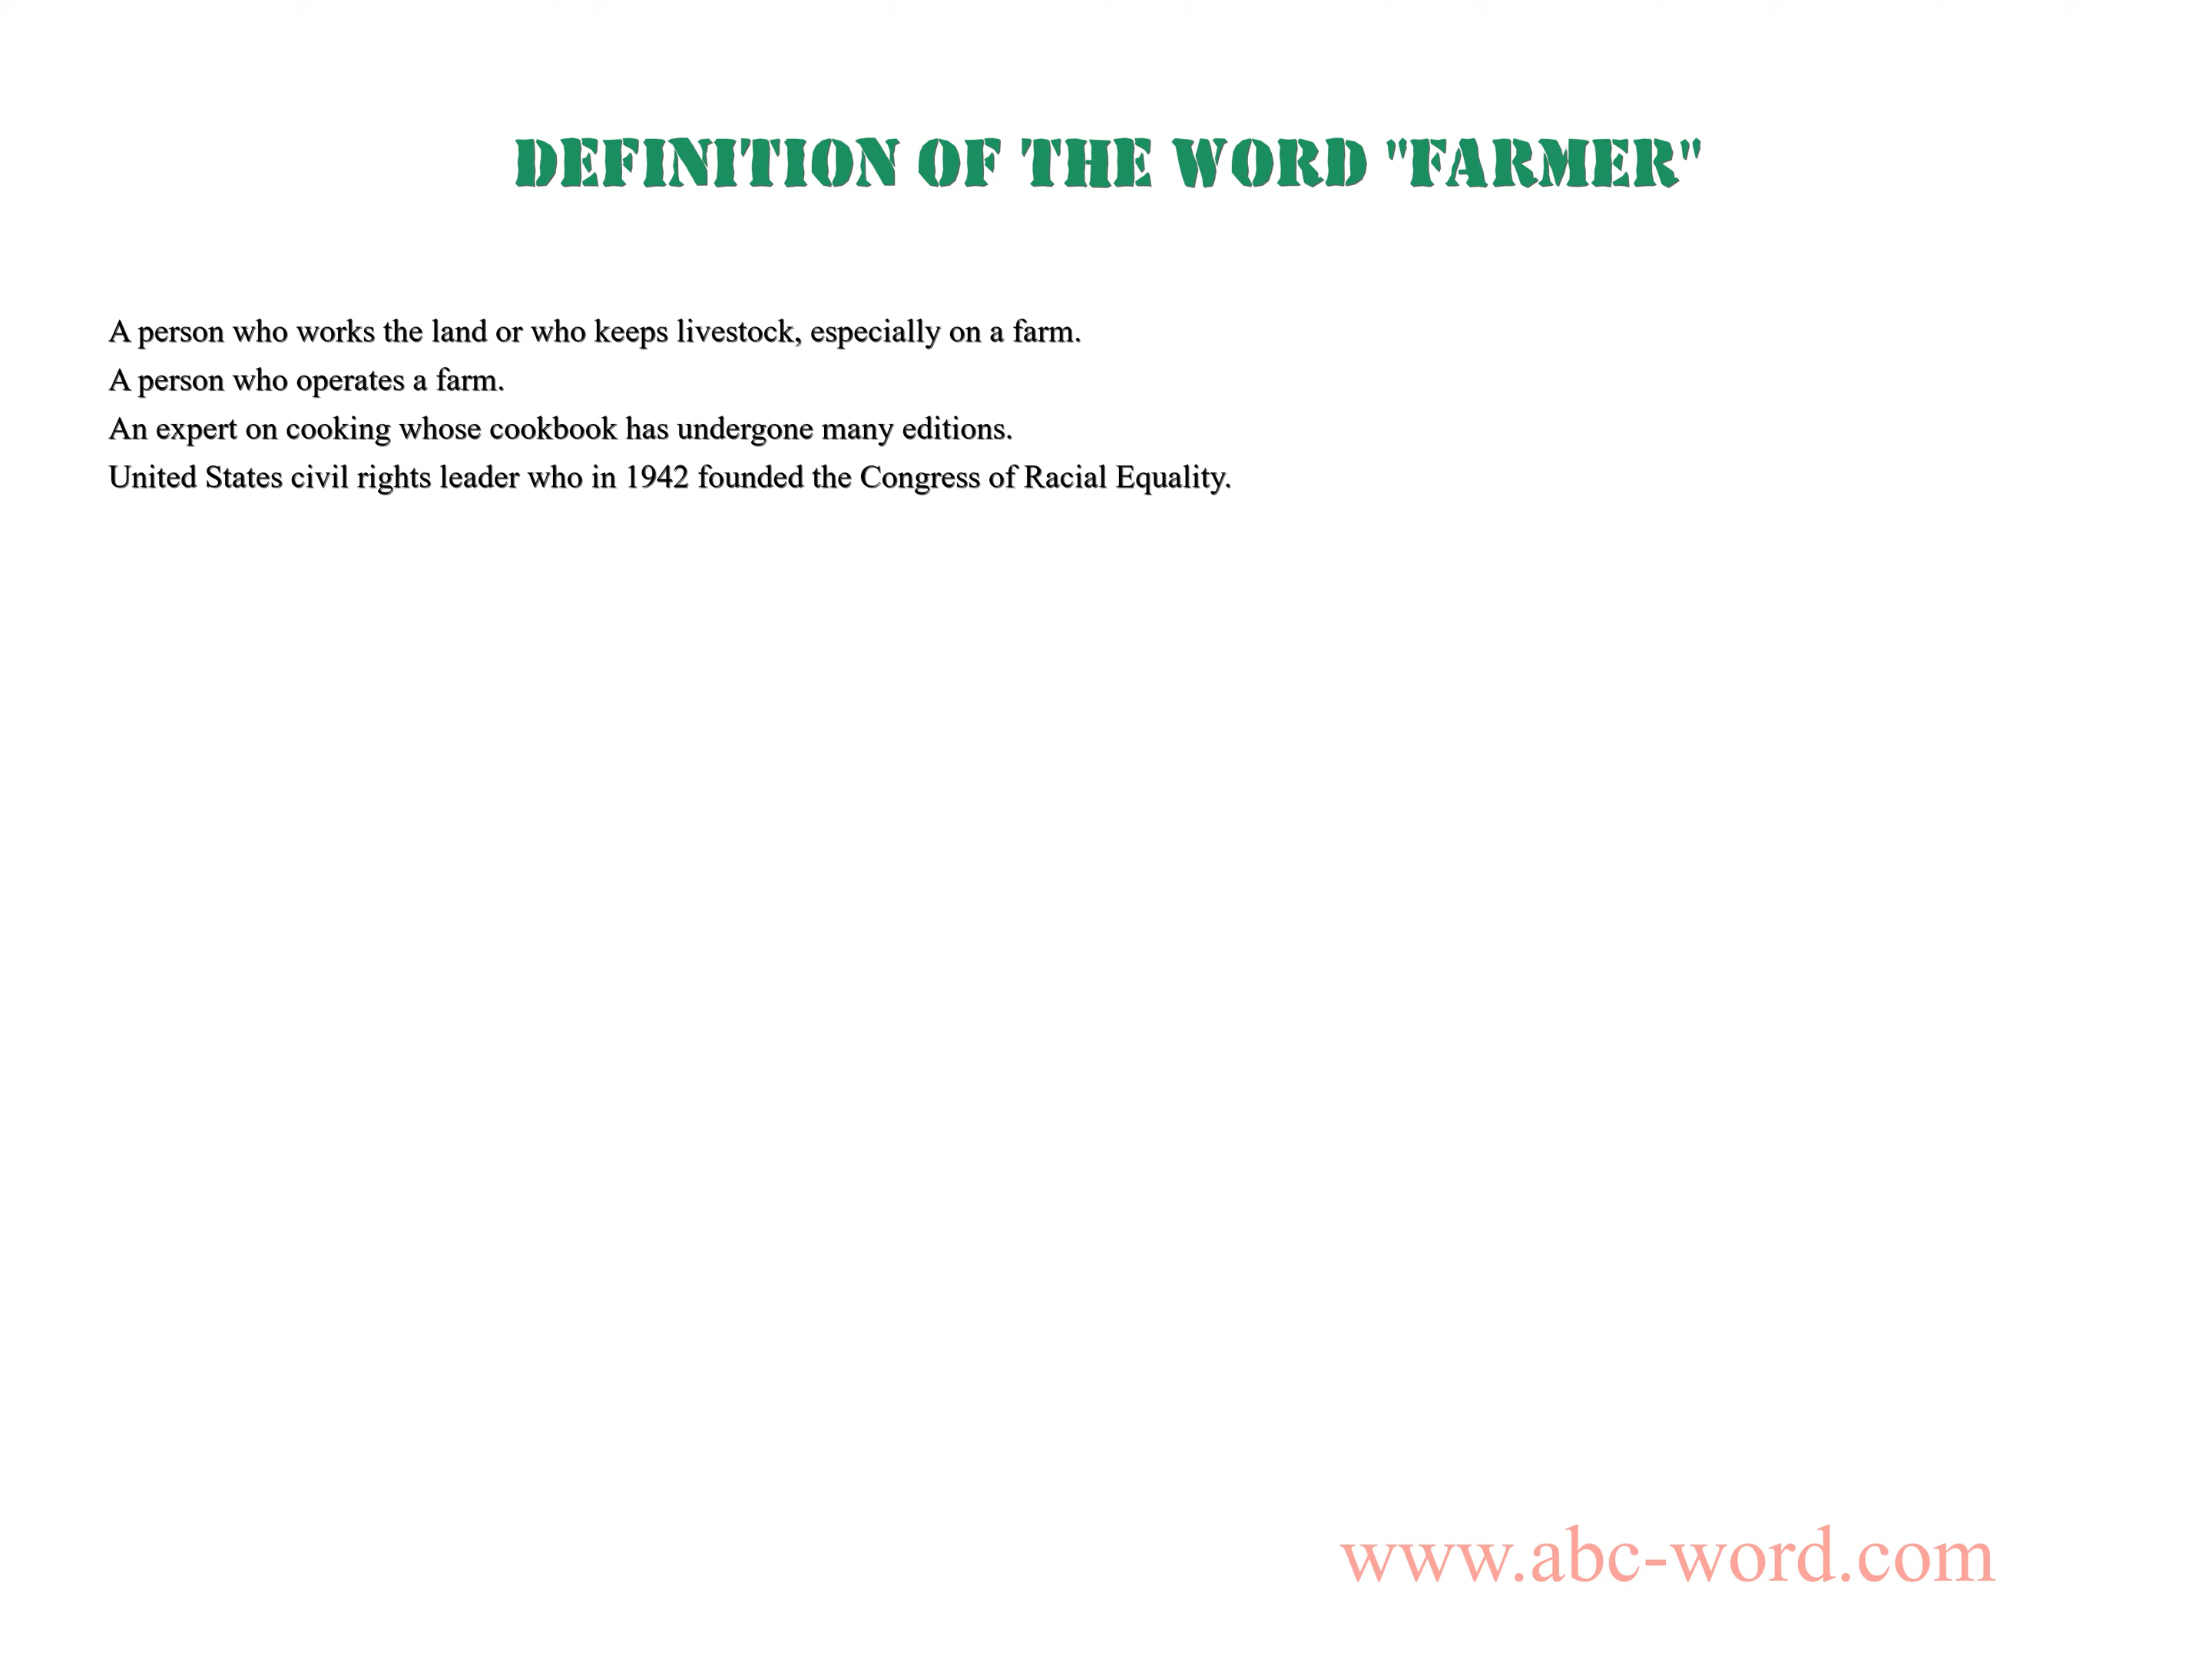 DEFINITION OF THE WORD "FARMER"
A person who works the land or who keeps livestock, especially on a farm.
A person who operates a farm.
An expert on cooking whose cookbook has undergone many editions.
United States civil rights leader who in 1942 founded the Congress of Racial Equality.
www.abc-word.com